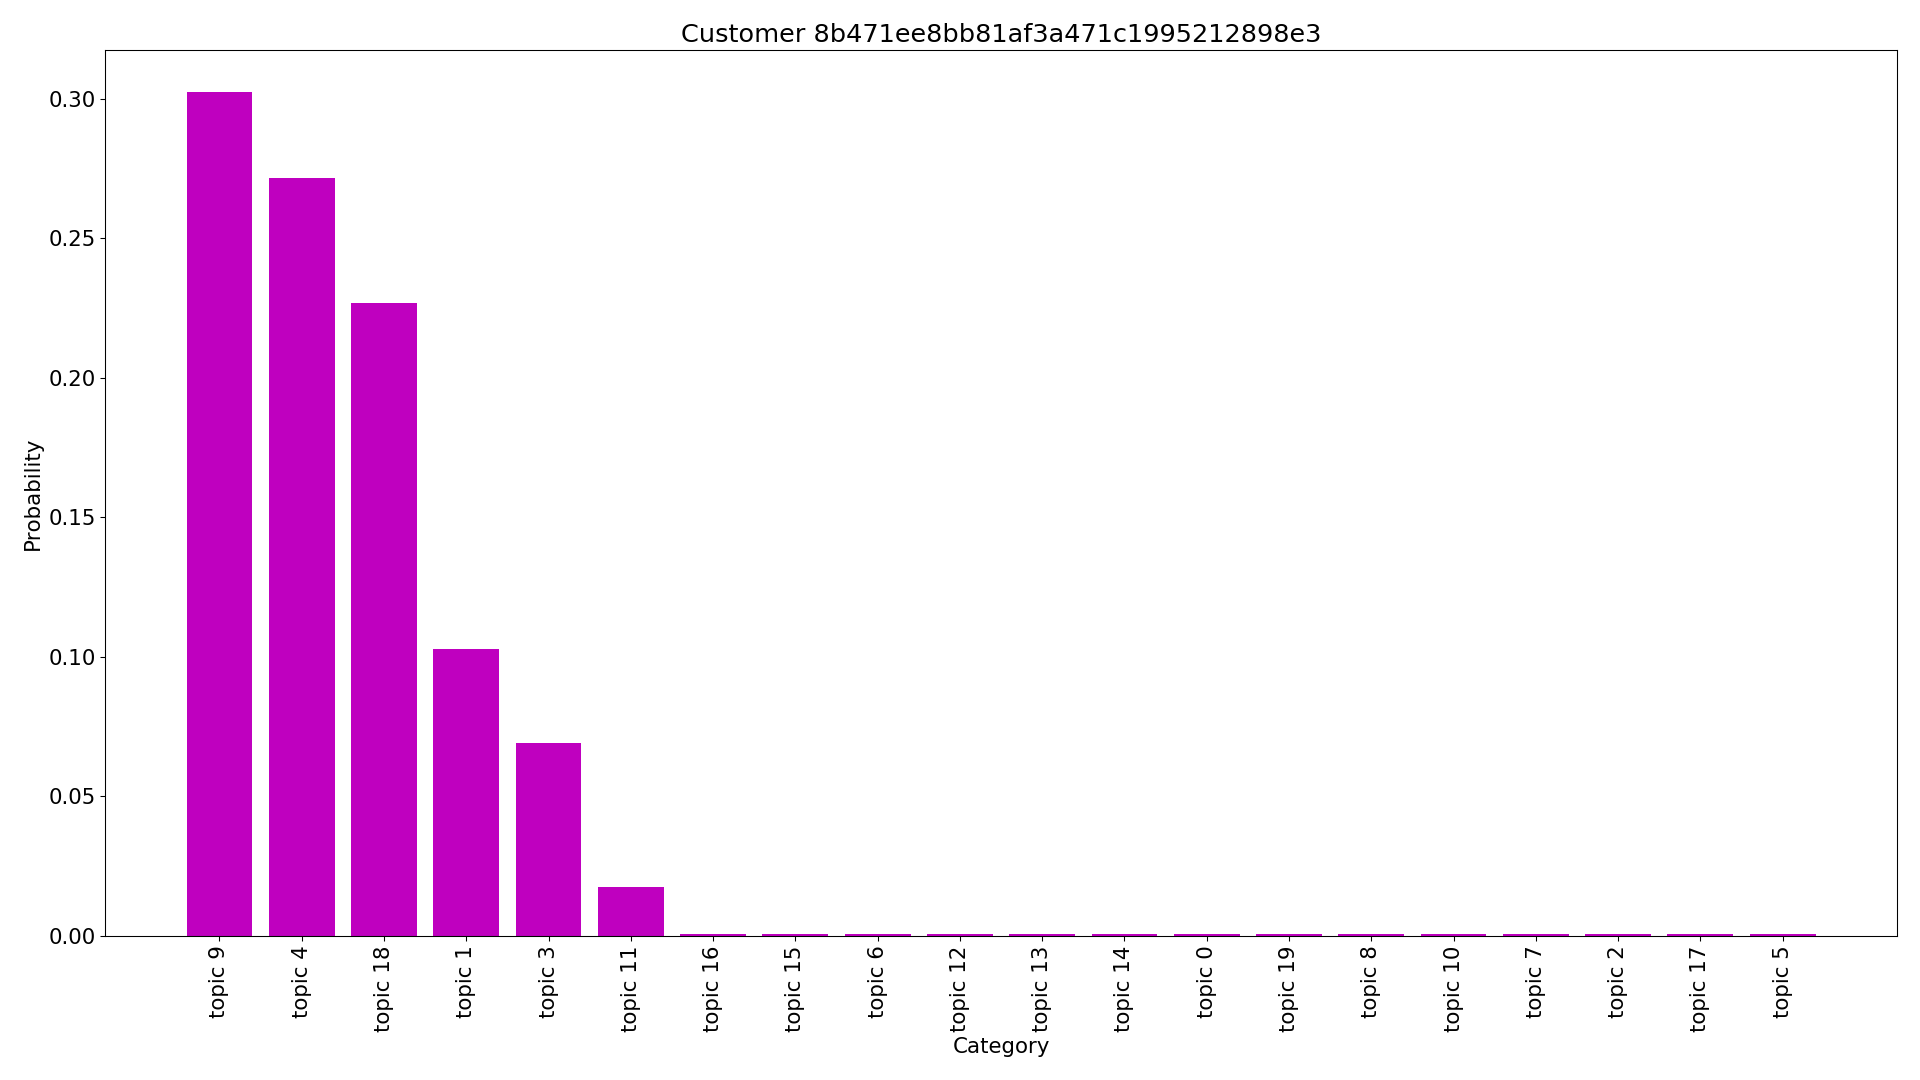 Customer 8b471ee8bb81af3a471c1995212898e3
Probability
0.30
0.25
0.20
0.15
0.10
0.05
0.00
topic 9
topic 4
topic 18
topic 1
topic 3
topic 11
topic 16
topic 15
topic 6
topic 12
topic 13
topic 14
topic 0
topic 19
topic 8
topic 10
topic 7
topic 2
topic 17
topic 5
Category